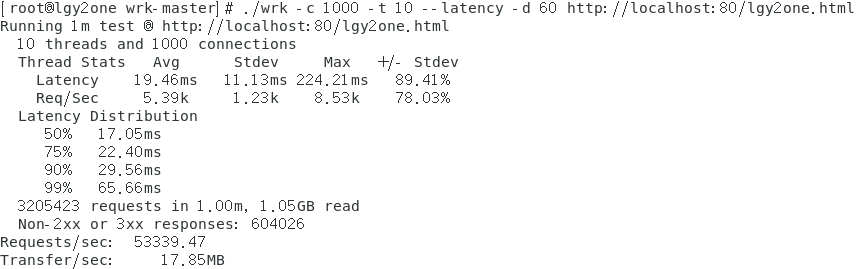 [root@lgy2one wrk-master]# ./wrk -c 1000 -t 10 --latency -d 60 http://localhost:80/lgy2one.html
Running 1m test @ http://localhost:80/lgy2one.html
10 threads and 1000 connections
Thread Stats Avg Stdev Max +/- Stdev
Latency 19.46ms 11.13ms 224.21ms 89.41%
Req/Sec 5.39k 1.23k 8.53k 78.03%
Latency Distribution
50% 17.05ms
75% 22.40ms
90% 29.56ms
99% 65.66ms
3205423 requests in 1.00m, 1.05GB read
Non-2xx or 3xx responses: 604026
Requests/sec: 53339.47
Transfer/sec: 17.85MB